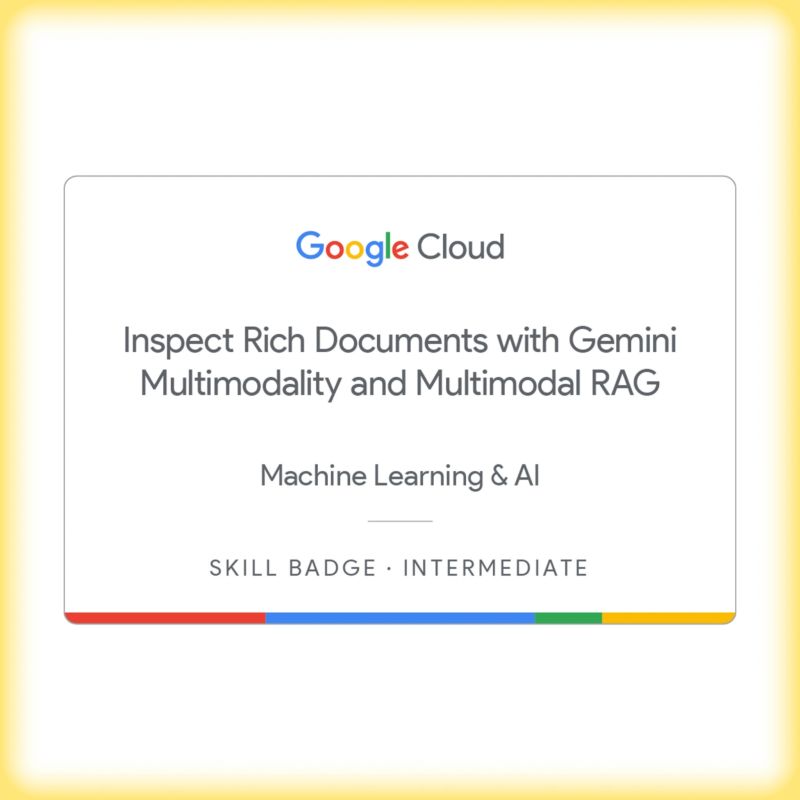 Google Cloud
Inspect Rich Documents with Gemini
Multimodality and Multimodal RAG
Machine Learning & AI
SKILL BADGE · INTERMEDIATE